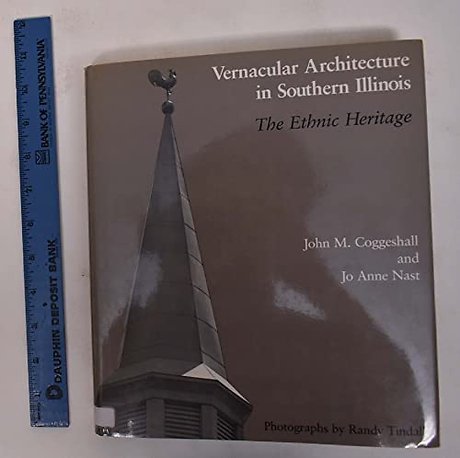 Vernacular Architecture
in Southern Illinois
The Ethnic Heritage
John M. Coggeshall
and
Jo Anne Nast
Photographs by Randy Tindall
BANK OF PENNSYLVANIA
DAUPHIN DEPOSIT BANK